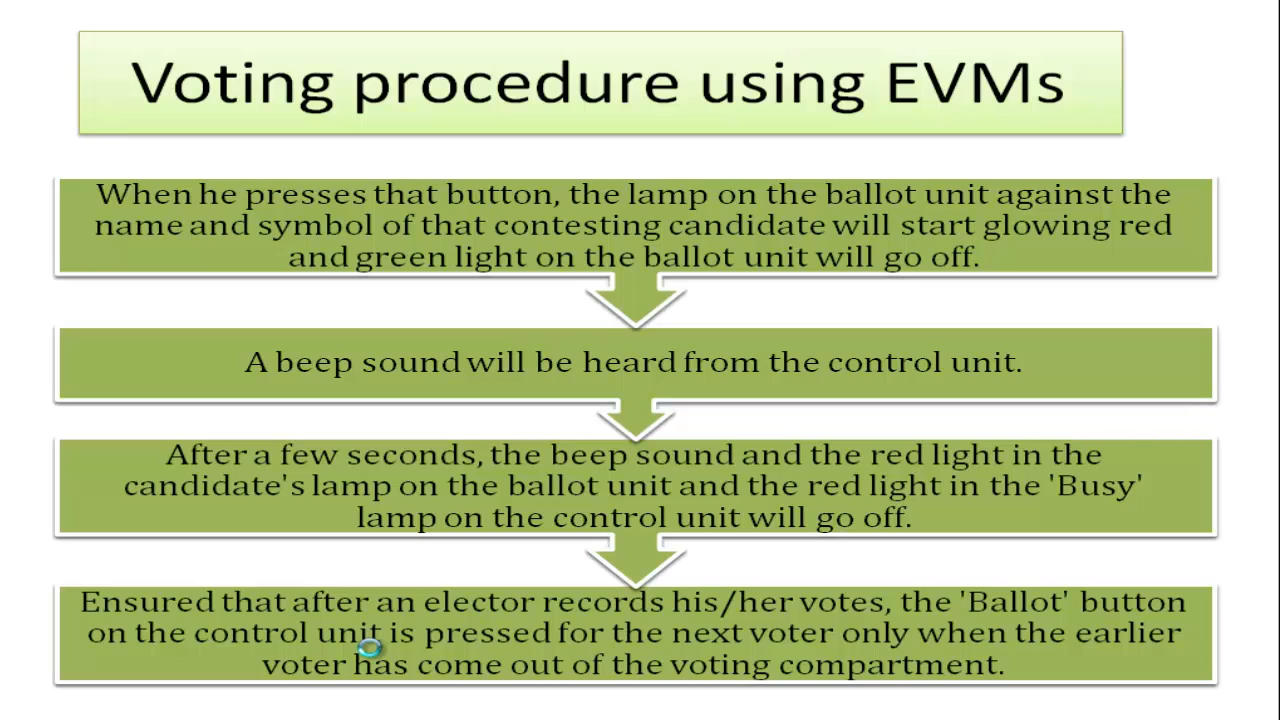 Voting procedure using EVMs
When he presses that button, the lamp on the ballot unit against the
name and symbol of that contesting candidate will start glowing red
and green light on the ballot unit will go off.
A beep sound will be heard from the control unit.
After a few seconds, the beep sound and the red light in the
candidate's lamp on the ballot unit and the red light in the 'Busy'
lamp on the control unit will go off.
Ensured that after an elector records his/her votes, the 'Ballot' button
on the control unit is pressed for the next voter only when the earlier
voter has come out of the voting compartment.